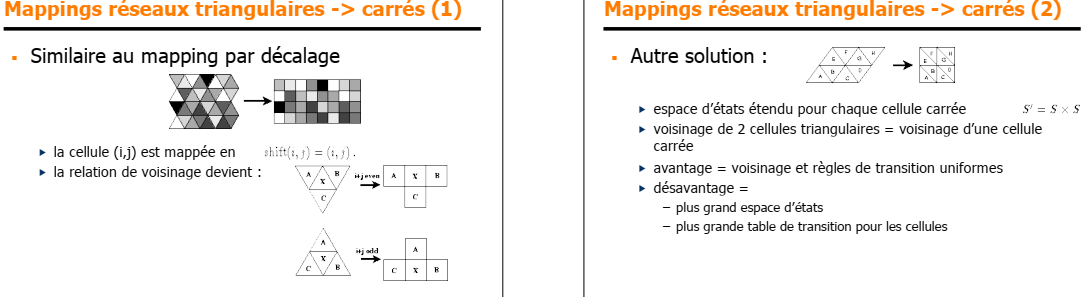 Mappings réseaux triangulaires -> carrés (1)
Similaire au mapping par décalage
la cellule (i,j) est mappée en shift(i, j) = (i, j) .
la relation de voisinage devient :
A B
X
C
i+j even
A X B
C
A
X
C B
i+j odd
A
C X B
Mappings réseaux triangulaires -> carrés (2)
Autre solution :
F H
E G
B D
A C
F H
E G
B D
A C
espace d'états étendu pour chaque cellule carrée S' = S × S
voisinage de 2 cellules triangulaires = voisinage d'une cellule
carrée
avantage = voisinage et règles de transition uniformes
désavantage =
– plus grand espace d'états
– plus grande table de transition pour les cellules